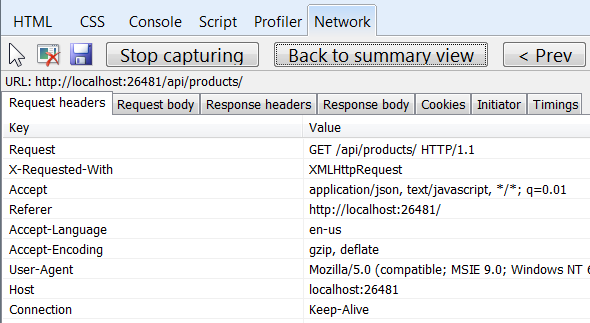 HTML CSS Console Script Profiler Network
Stop capturing Back to summary view < Prev
URL: http://localhost:26481/api/products/
Request headers Request body Response headers Response body Cookies Initiator Timings
Key Value
Request GET /api/products/ HTTP/1.1
X-Requested-With XMLHttpRequest
Accept application/json, text/javascript, */*; q=0.01
Referer http://localhost:26481/
Accept-Language en-us
Accept-Encoding gzip, deflate
User-Agent Mozilla/5.0 (compatible; MSIE 9.0; Windows NT 6
Host localhost:26481
Connection Keep-Alive